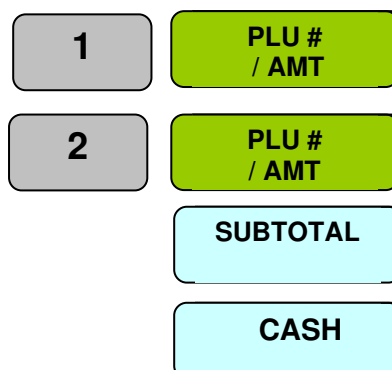 1
PLU #
/ AMT
2
PLU #
/ AMT
SUBTOTAL
CASH